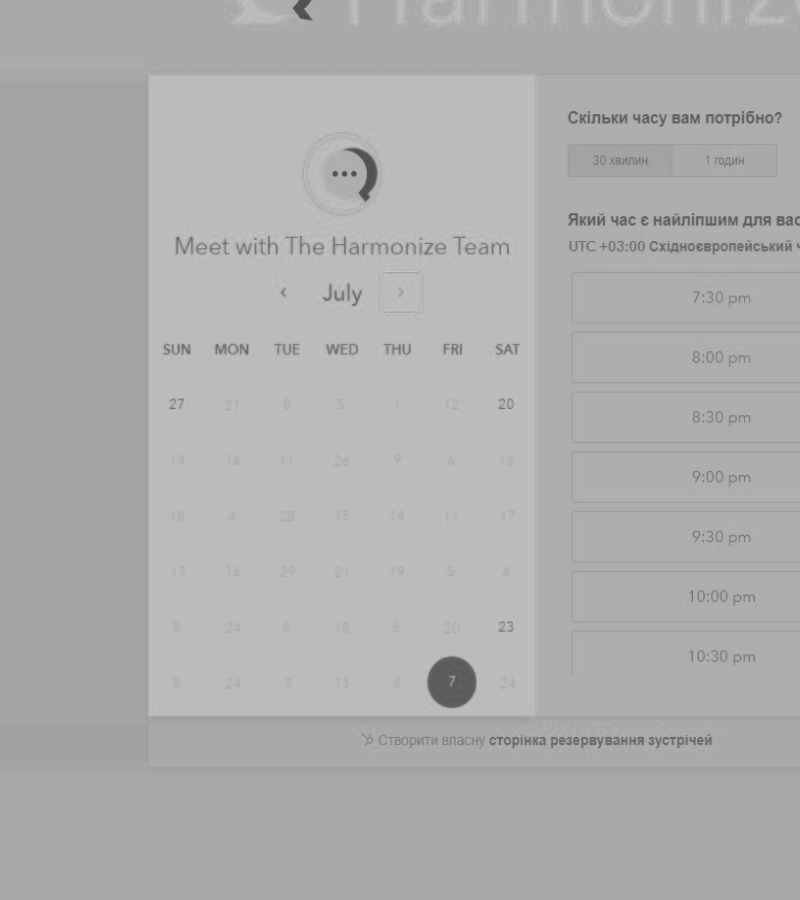 Harmonize
Meet with The Harmonize Team
‹ July ›
SUN MON TUE WED THU FRI SAT
27 21 8 5 1 12 20
19 16 11 26 9 6 18
18 4 28 15 14 11 17
17 16 29 21 19 5 4
5 24 6 18 5 20 23
5 24 3 13 8 7 24
Скільки часу вам потрібно?
30 хвилин 1 годин
Який час є найліпшим для вас
UTC +03:00 Східноєвропейський ч
7:30 pm
8:00 pm
8:30 pm
9:00 pm
9:30 pm
10:00 pm
10:30 pm
Створити власну сторінка резервування зустрічей